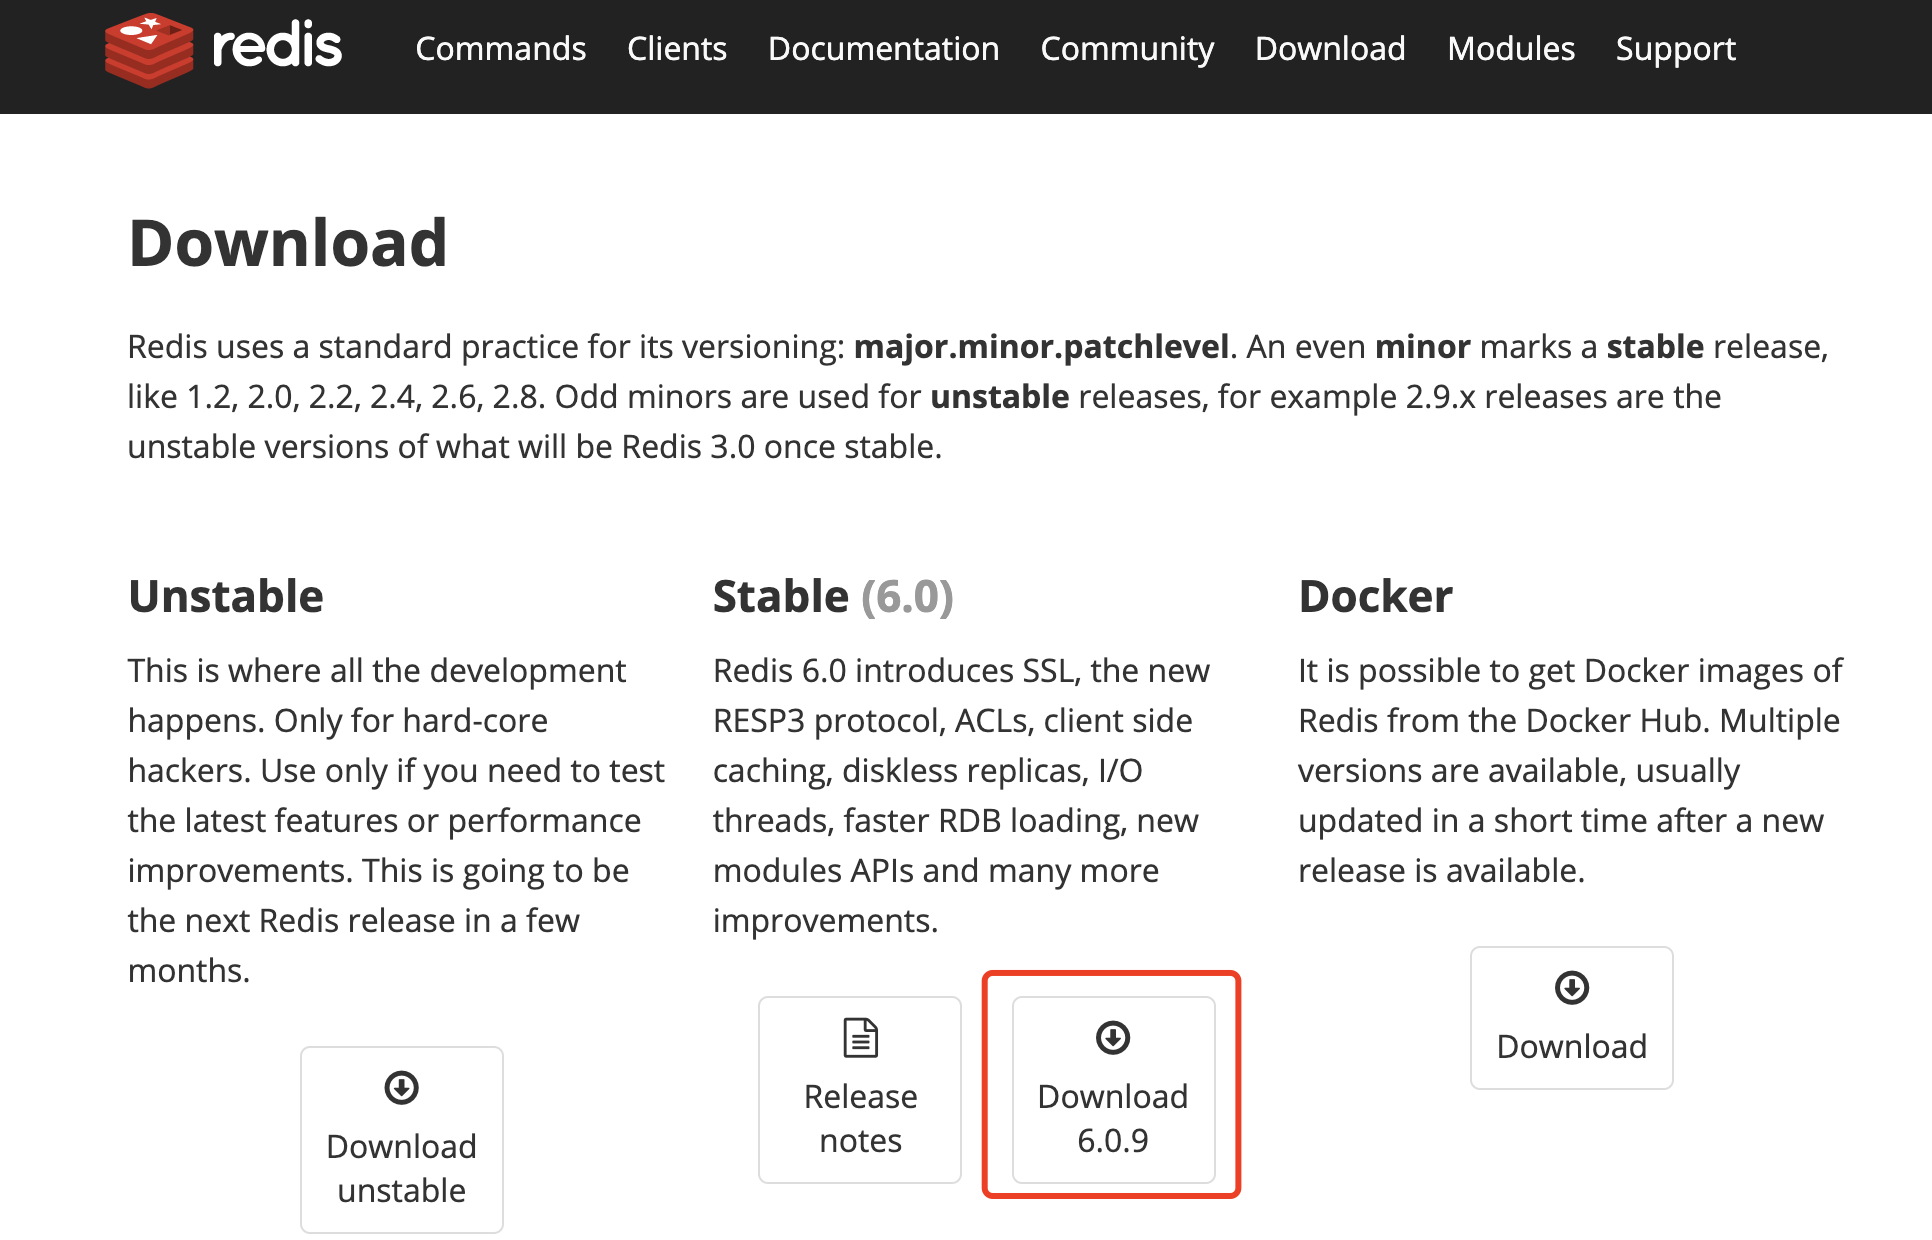 redis Commands Clients Documentation Community Download Modules Support
Download
Redis uses a standard practice for its versioning: major.minor.patchlevel. An even minor marks a stable release,
like 1.2, 2.0, 2.2, 2.4, 2.6, 2.8. Odd minors are used for unstable releases, for example 2.9.x releases are the
unstable versions of what will be Redis 3.0 once stable.
Unstable
This is where all the development
happens. Only for hard-core
hackers. Use only if you need to test
the latest features or performance
improvements. This is going to be
the next Redis release in a few
months.
Download
unstable
Stable (6.0)
Redis 6.0 introduces SSL, the new
RESP3 protocol, ACLs, client side
caching, diskless replicas, I/O
threads, faster RDB loading, new
modules APIs and many more
improvements.
Release
notes
Download
6.0.9
Docker
It is possible to get Docker images of
Redis from the Docker Hub. Multiple
versions are available, usually
updated in a short time after a new
release is available.
Download